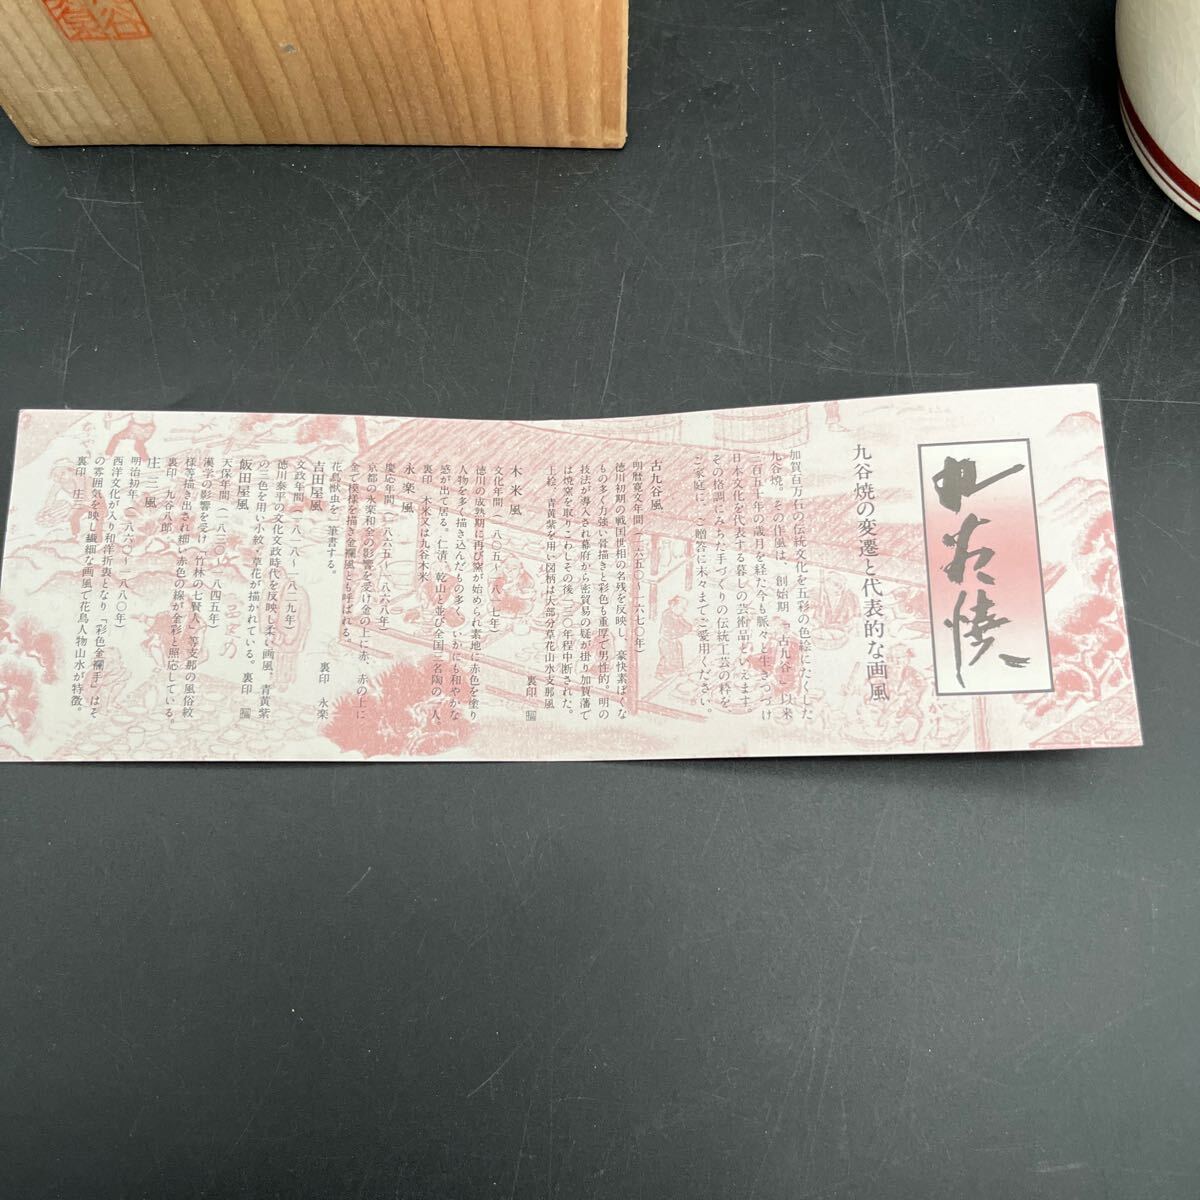 九谷焼
九谷焼の変遷と代表的な画風
加賀百万石の伝統文化を五彩の色絵にたくした
九谷焼。その作風は、創始期「古九谷」以来
三百五十年の歳月を経た今も脈々と生きつづけ
日本文化を代表する暮しの芸術品といえます。
その格調にみちた手づくりの伝統工芸の粋を
ご家庭に、ご贈答に末々までご愛用ください。
古九谷風
明暦寛文年間(一六五〇〜一六七〇年)
徳川初期の戦国世相の名残を反映し、豪快素ぼくな
もの多く力強い骨描きと彩色も重厚で男性的。明の
技法が導入され幕府から密貿易の疑が掛り加賀藩で
は焼窯を取りこわしその後一二〇年程中断された。
上絵、青黄紫を用い図柄は大部分草花山水支那風
裏印 福
木米風
文化年間(一八〇五〜一八一七年)
徳川の成熟期に再び窯が始められ素地に赤色を塗り
人物を多く描き込んだもの多く、いかにも和やかな
感が出て居る。仁清、乾山と並び全国三名陶の一人。
裏印 木米又は九谷木米
永楽風
慶応年間(一八六五〜一八六八年)
京都の永楽和全の影響を受け金の上に赤、赤の上に
金で模様を描き金襴風とも呼ばれる。
花鳥獣虫を一筆書する。
裏印 永楽
吉田屋風
文政年間(一八一八〜一八二九年)
徳川泰平の文化文政時代を反映し柔い画風、青黄紫
の三色を用い小紋・草花が描かれている。裏印 福
飯田屋風
天保年間(一八三〇〜一八四五年)
漢学の影響を受け「竹林の七賢人」等支那の風俗紋
様等描き出され細い赤色の線が金彩と照応している。
裏印 九谷八郎
庄三風
明治初年(一八六〇〜一八八〇年)
西洋文化が入り和洋折衷となり「彩色金襴手」はそ
の雰囲気を映し繊細な画風で花鳥人物山水が特徴。
裏印 庄三